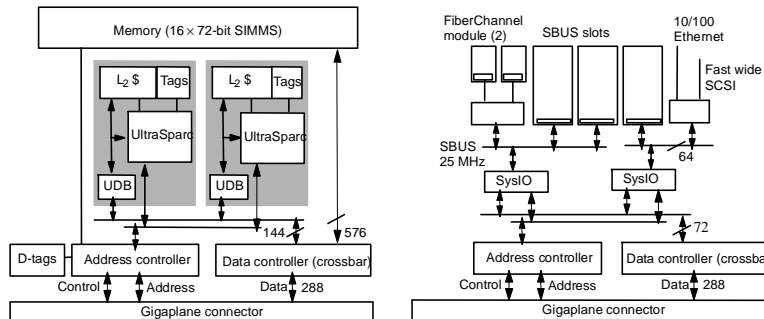 Memory (16 × 72-bit SIMMS)
L2 $ Tags
L2 $ Tags
UltraSparc
UltraSparc
UDB
UDB
144
576
D-tags
Address controller
Data controller (crossbar)
Control
Address
Data
288
Gigaplane connector
FiberChannel
module (2)
SBUS slots
10/100
Ethernet
Fast wide
SCSI
SBUS
25 MHz
64
SysIO
SysIO
72
Address controller
Data controller (crossba
Control
Address
Data
288
Gigaplane connector